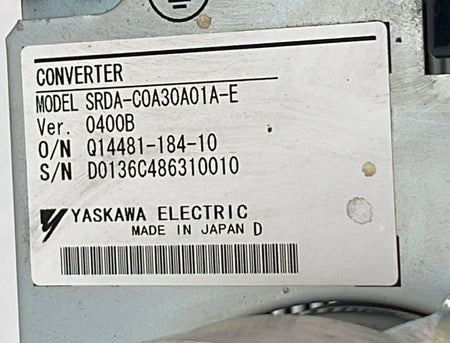 CONVERTER
MODEL SRDA-COA30A01A-E
Ver. 0400B
O/N Q14481-184-10
S/N D0136C486310010
YASKAWA ELECTRIC
MADE IN JAPAN D